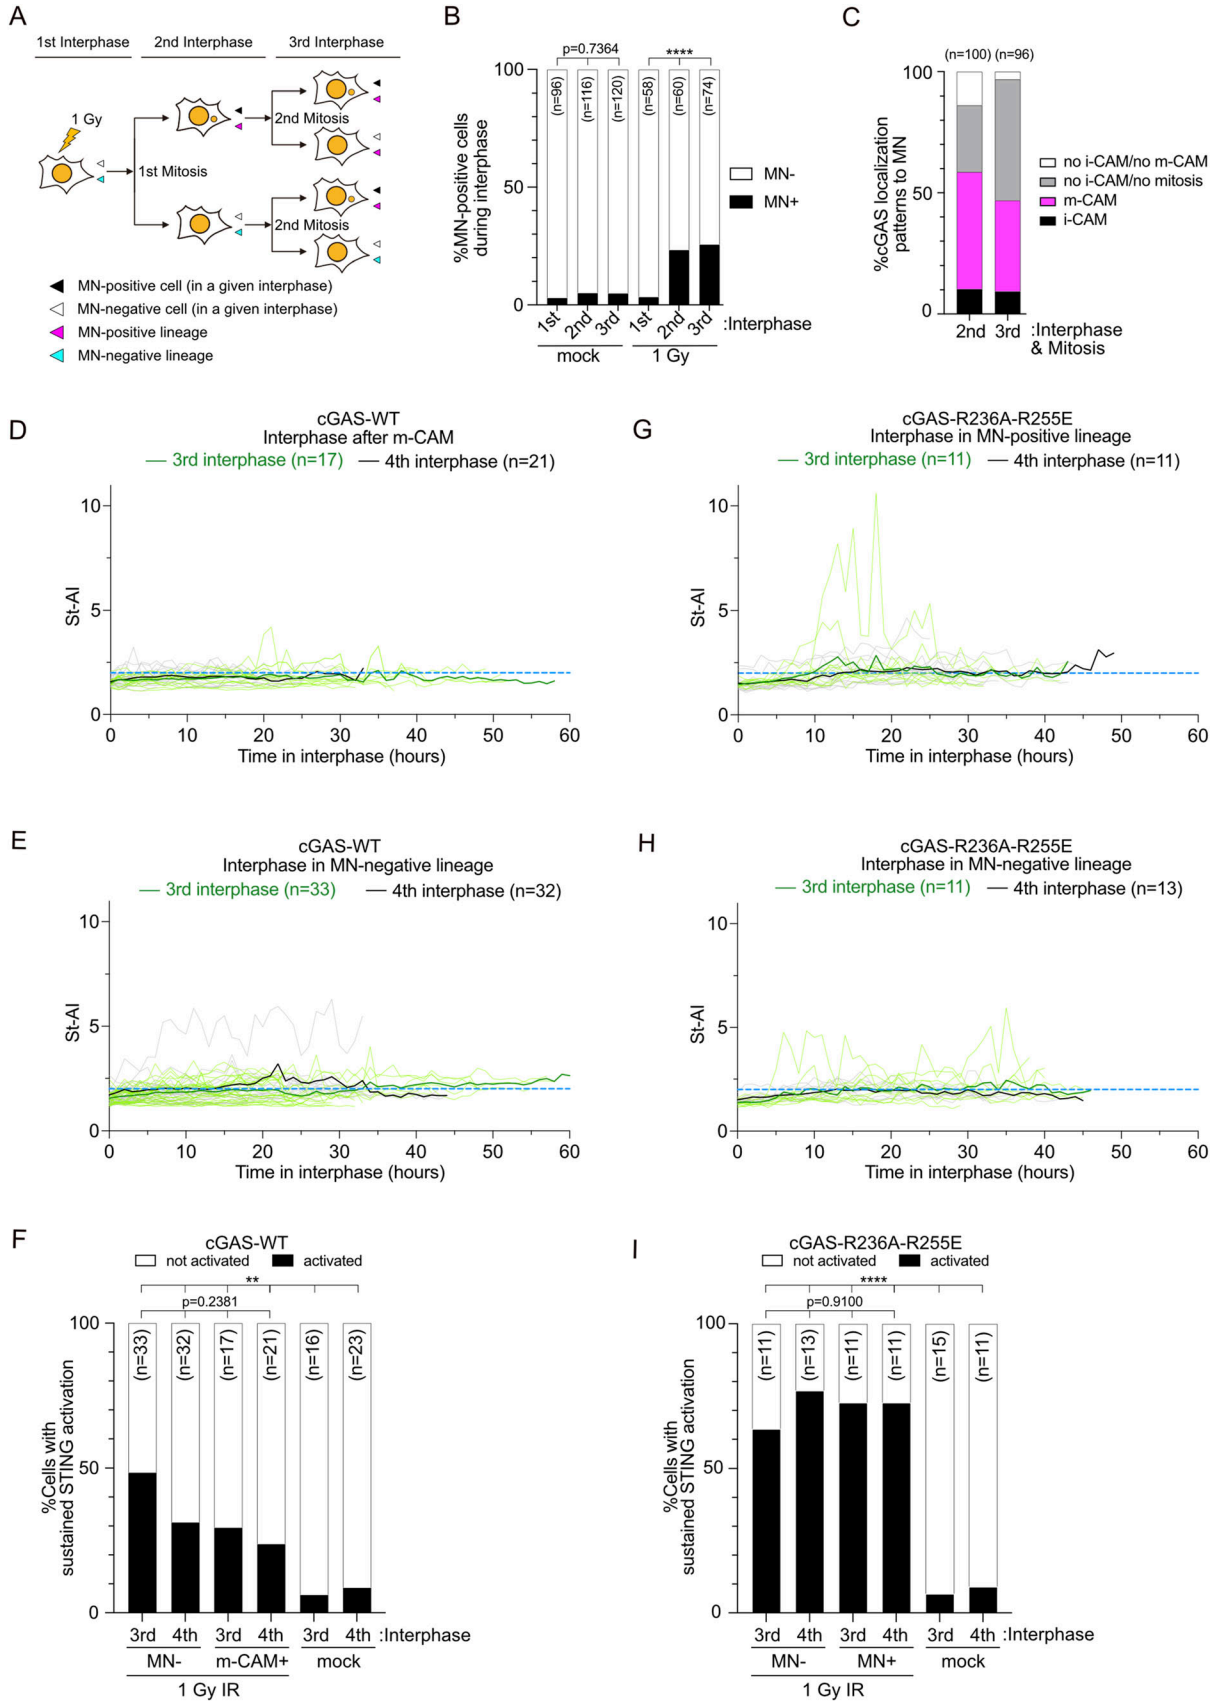 A
1st Interphase 2nd Interphase 3rd Interphase
1 Gy
1st Mitosis
2nd Mitosis
2nd Mitosis
MN-positive cell (in a given interphase)
MN-negative cell (in a given interphase)
MN-positive lineage
MN-negative lineage
B
p=0.7364 ****
%MN-positive cells
during interphase
100
50
0
(n=96) (n=116) (n=120) (n=58) (n=60) (n=74)
MN-
MN+
1st 2nd 3rd 1st 2nd 3rd :Interphase
mock 1 Gy
C
(n=100) (n=96)
%cGAS localization
patterns to MN
100
50
0
no i-CAM/no m-CAM
no i-CAM/no mitosis
m-CAM
i-CAM
2nd 3rd :Interphase
& Mitosis
D
cGAS-WT
Interphase after m-CAM
3rd interphase (n=17) 4th interphase (n=21)
St-AI
10
5
0
0 10 20 30 40 50 60
Time in interphase (hours)
G
cGAS-R236A-R255E
Interphase in MN-positive lineage
3rd interphase (n=11) 4th interphase (n=11)
St-AI
10
5
0
0 10 20 30 40 50 60
Time in interphase (hours)
E
cGAS-WT
Interphase in MN-negative lineage
3rd interphase (n=33) 4th interphase (n=32)
St-AI
10
5
0
0 10 20 30 40 50 60
Time in interphase (hours)
H
cGAS-R236A-R255E
Interphase in MN-negative lineage
3rd interphase (n=11) 4th interphase (n=13)
St-AI
10
5
0
0 10 20 30 40 50 60
Time in interphase (hours)
F
cGAS-WT
not activated activated
**
p=0.2381
%Cells with
sustained STING activation
100
50
0
(n=33) (n=32) (n=17) (n=21) (n=16) (n=23)
3rd 4th 3rd 4th 3rd 4th :Interphase
MN- m-CAM+ mock
1 Gy IR
I
cGAS-R236A-R255E
not activated activated
****
p=0.9100
%Cells with
sustained STING activation
100
50
0
(n=11) (n=13) (n=11) (n=11) (n=15) (n=11)
3rd 4th 3rd 4th 3rd 4th :Interphase
MN- MN+ mock
1 Gy IR